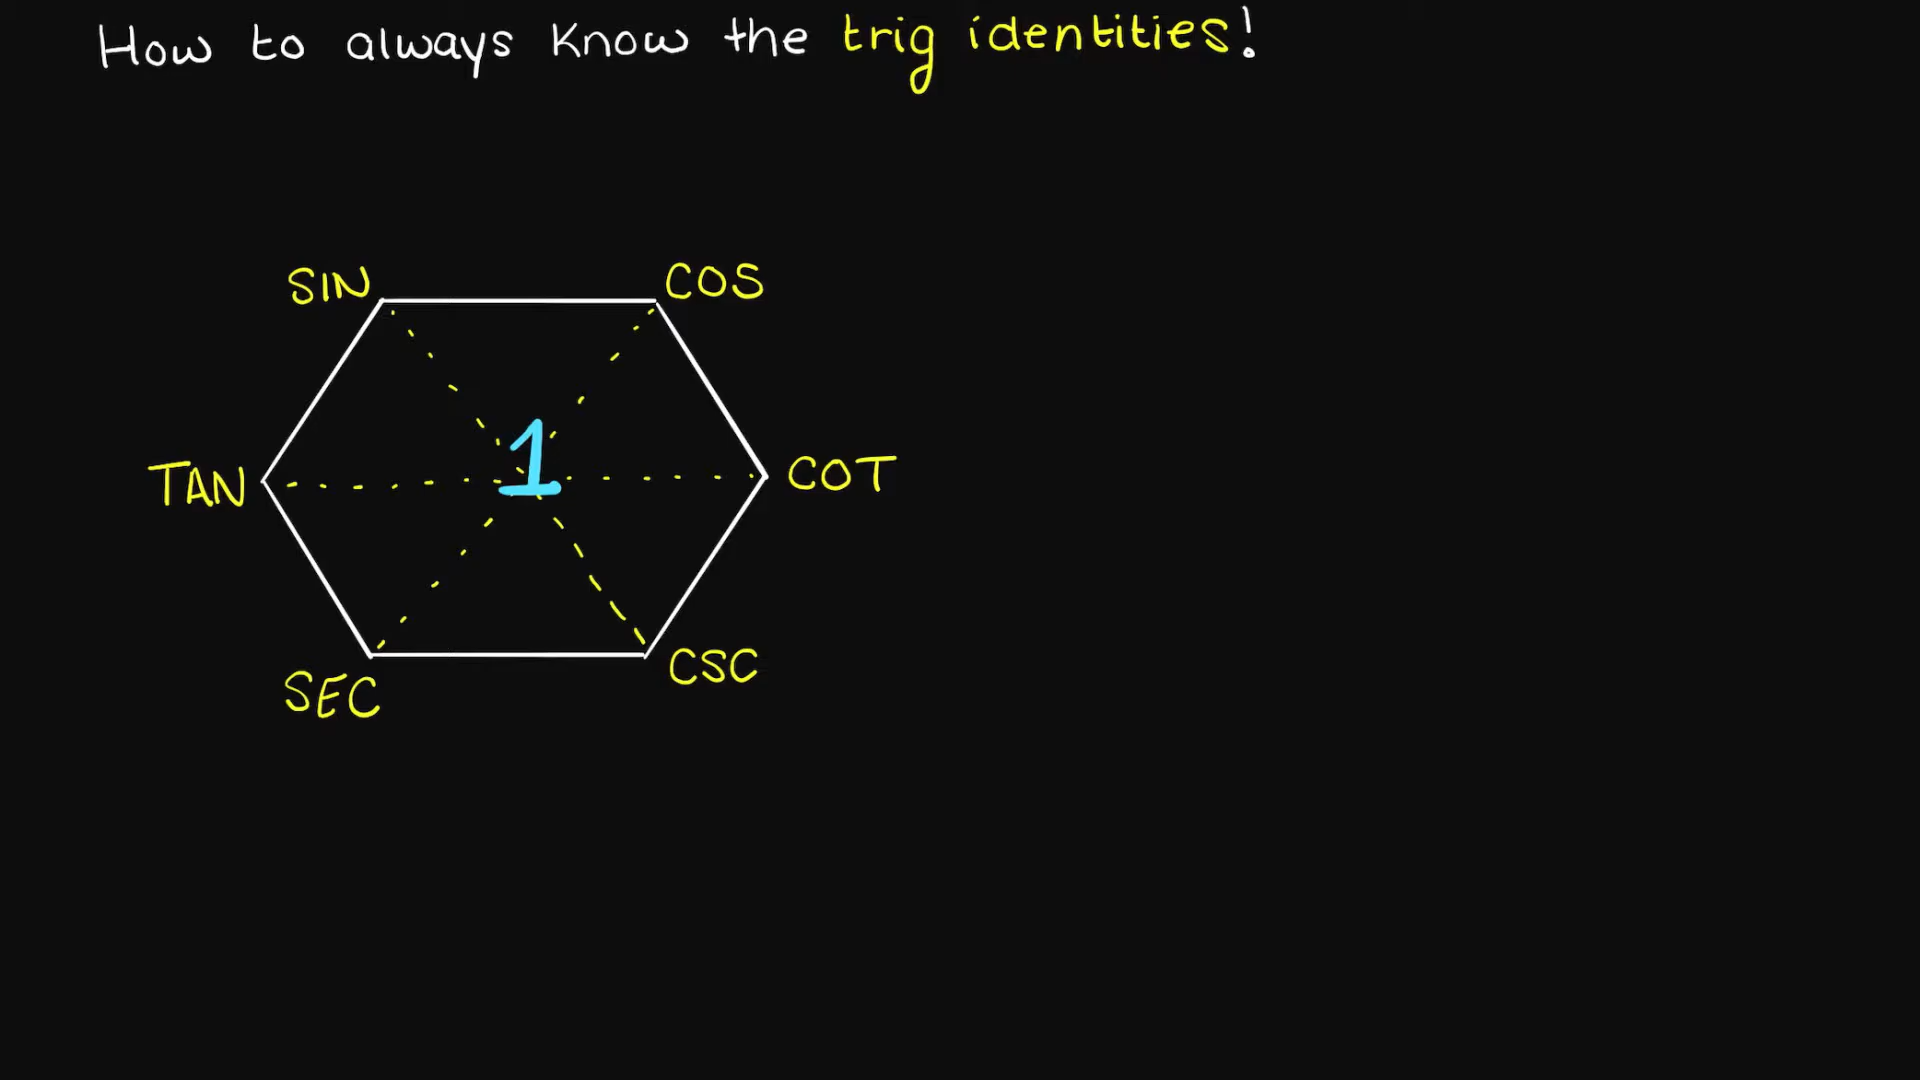 How to always know the trig identities!
SIN COS
1
TAN COT
SEC CSC